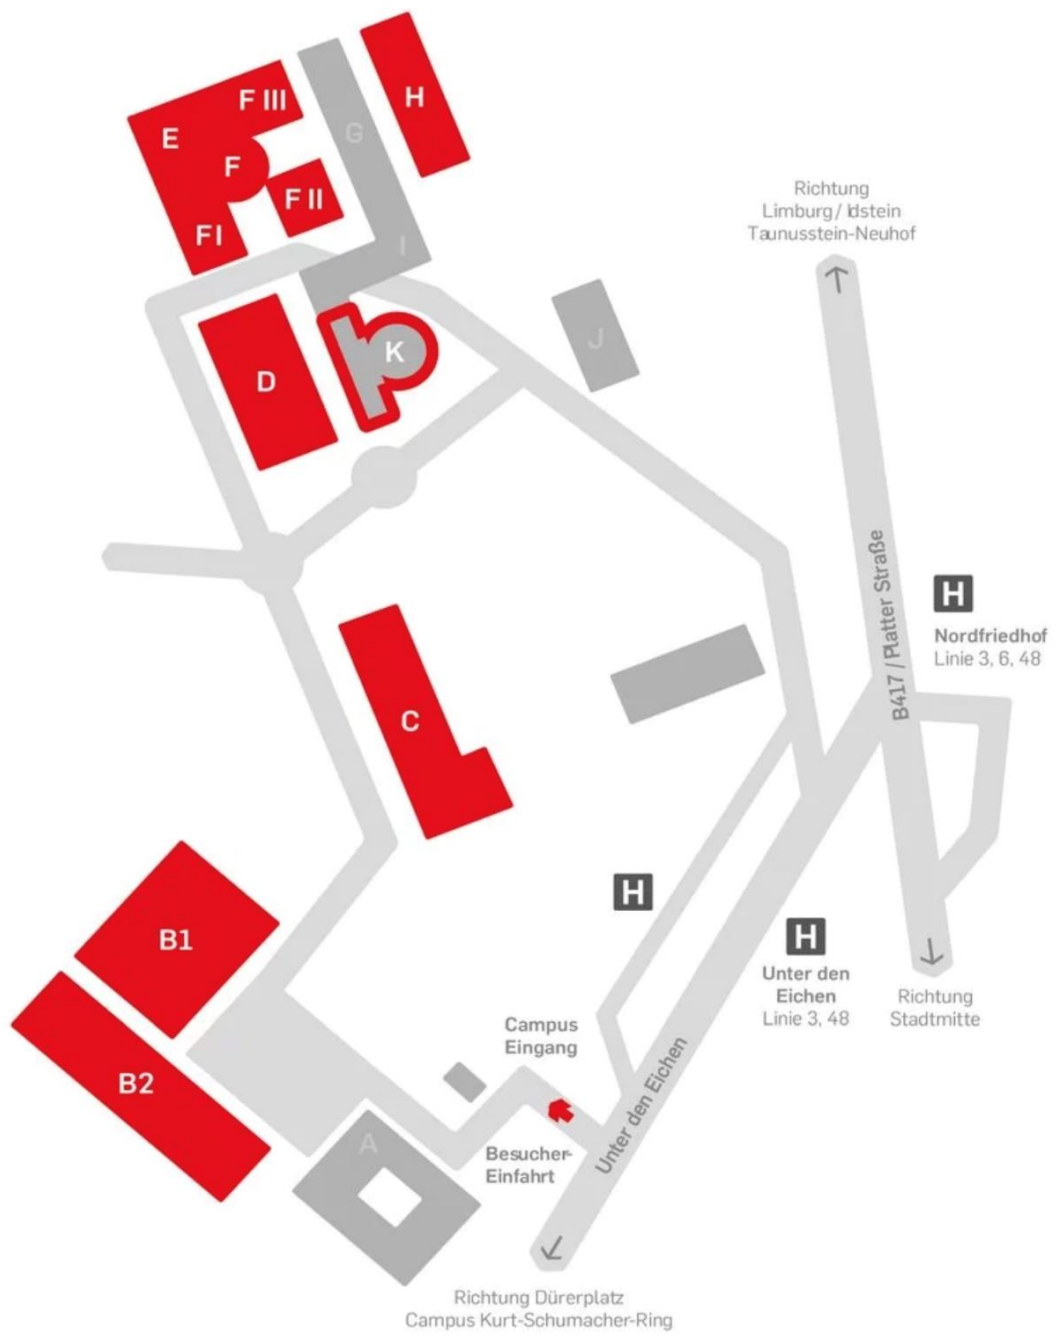 H
F III
G
E
F
F II
F I
I
Richtung
Limburg / Idstein
Taunusstein-Neuhof
J
K
D
B417 / Platter Straße
H
Nordfriedhof
Linie 3, 6, 48
C
H
B1
H
Unter den
Eichen
Linie 3, 48
Richtung
Stadtmitte
Campus
Eingang
B2
Unter den Eichen
A
Besucher-
Einfahrt
Richtung Dürerplatz
Campus Kurt-Schumacher-Ring